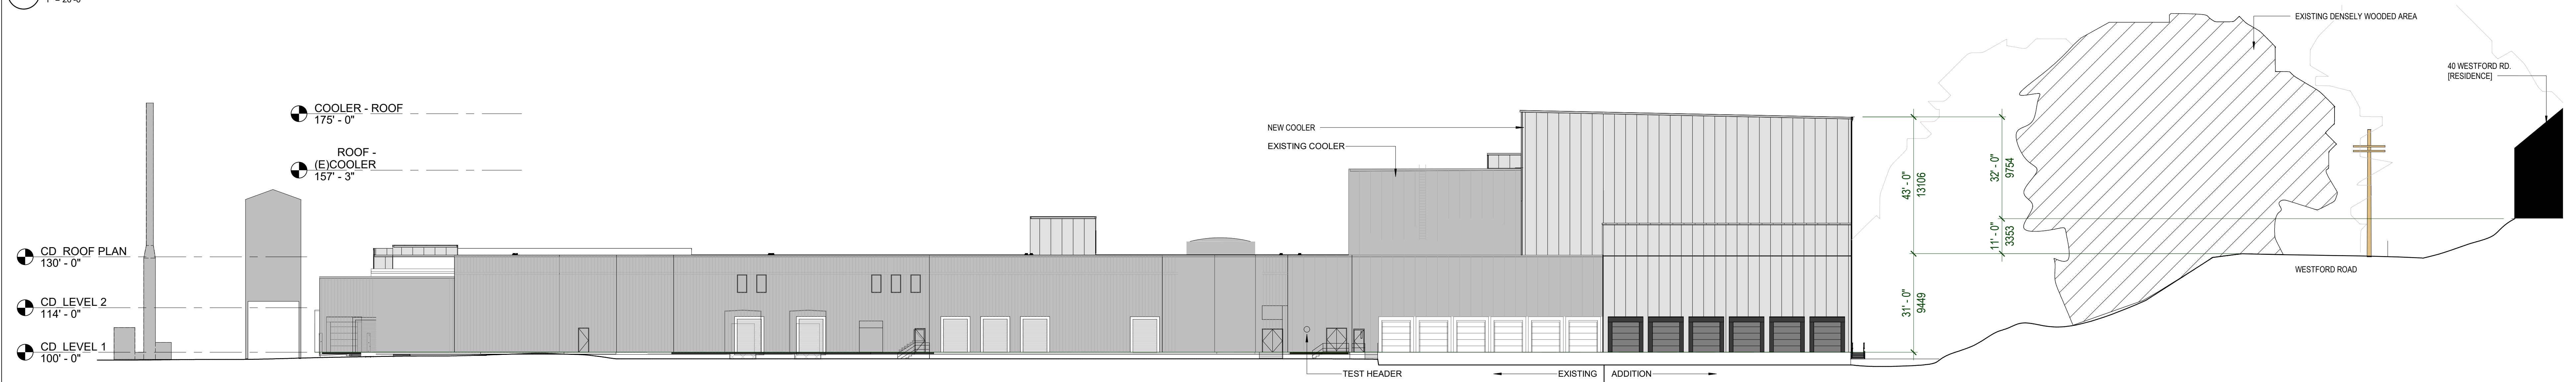 COOLER - ROOF
175' - 0"
ROOF -
(E)COOLER
157' - 3"
CD ROOF PLAN
130' - 0"
CD LEVEL 2
114' - 0"
CD LEVEL 1
100' - 0"
NEW COOLER
EXISTING COOLER
TEST HEADER
EXISTING
ADDITION
43' - 0"
13106
31' - 0"
9449
32' - 0"
9754
11' - 0"
3353
EXISTING DENSELY WOODED AREA
40 WESTFORD RD.
[RESIDENCE]
WESTFORD ROAD